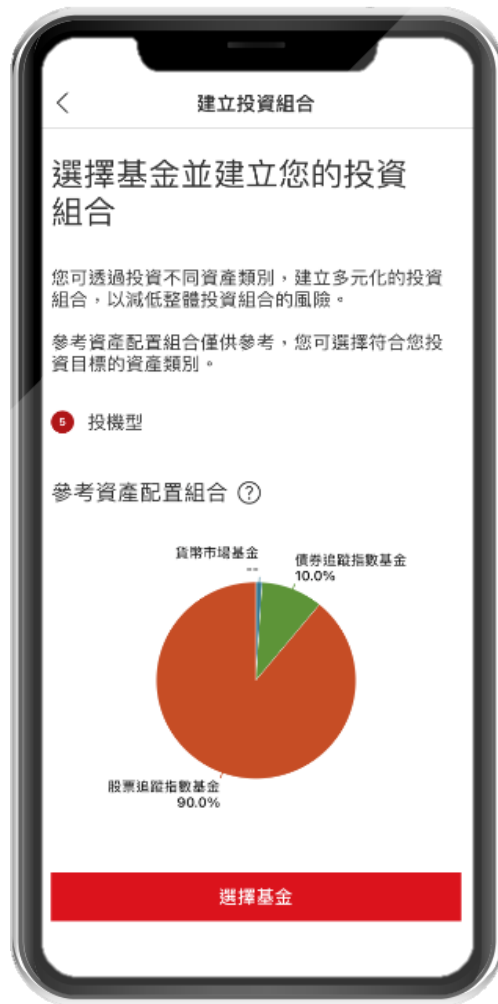 建立投資組合
選擇基金並建立您的投資
組合
您可透過投資不同資產類別，建立多元化的投資
組合，以減低整體投資組合的風險。
參考資產配置組合僅供參考，您可選擇符合您投
資目標的資產類別。
5 投機型
參考資產配置組合 ?
貨幣市場基金
--
債券追蹤指數基金
10.0%
股票追蹤指數基金
90.0%
選擇基金